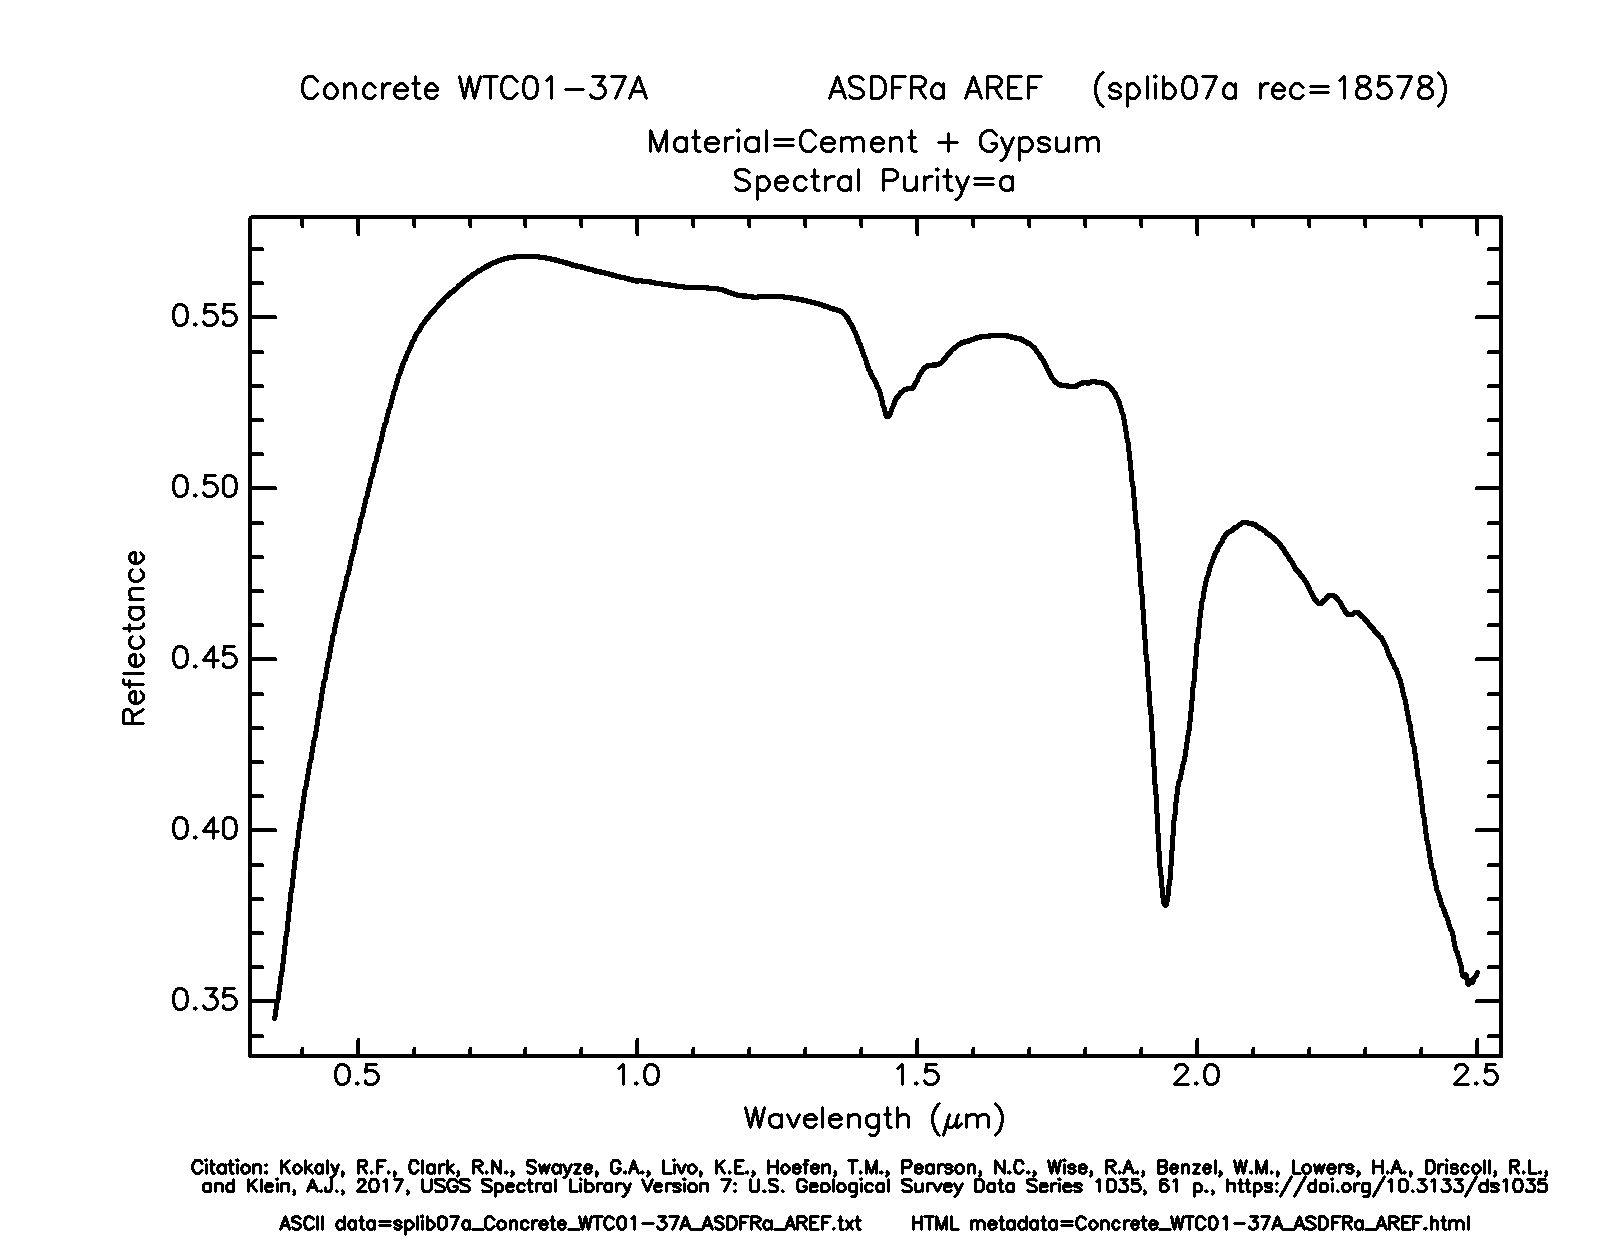 Concrete WTC01-37A ASDFRa AREF (splib07a rec=18578)
Material=Cement + Gypsum
Spectral Purity=a
0.55
0.50
0.45
0.40
0.35
Reflectance
0.5 1.0 1.5 2.0 2.5
Wavelength (μm)
Citation: Kokaly, R.F., Clark, R.N., Swayze, G.A., Livo, K.E., Hoefen, T.M., Pearson, N.C., Wise, R.A., Benzel, W.M., Lowers, H.A., Driscoll, R.L.,
and Klein, A.J., 2017, USGS Spectral Library Version 7: U.S. Geological Survey Data Series 1035, 61 p., https://doi.org/10.3133/ds1035
ASCII data=splib07a_Concrete_WTC01-37A_ASDFRa_AREF.txt HTML metadata=Concrete_WTC01-37A_ASDFRa_AREF.html